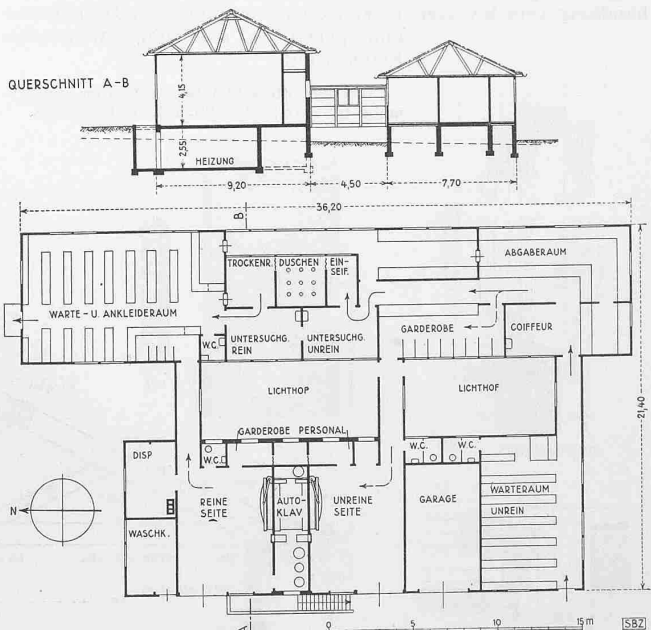 QUERSCHNITT A-B
4,15
2,55
HEIZUNG
9,20
4,50
7,70
36,20
B
TROCKENR.
DUSCHEN
EIN-
SEIF.
ABGABERAUM
WARTE - U. ANKLEIDERAUM
W.C.
UNTERSUCHG.
REIN
UNTERSUCHG.
UNREIN
GARDEROBE
COIFFEUR
LICHTHOF
LICHTHOF
21,40
GARDEROBE PERSONAL
DISP
W.C.
W.C.
W.C.
N
REINE
SEITE
AUTO-
KLAV
UNREINE
SEITE
GARAGE
WARTERAUM
UNREIN
WASCHK.
A
0
5
10
15 m
SBZ